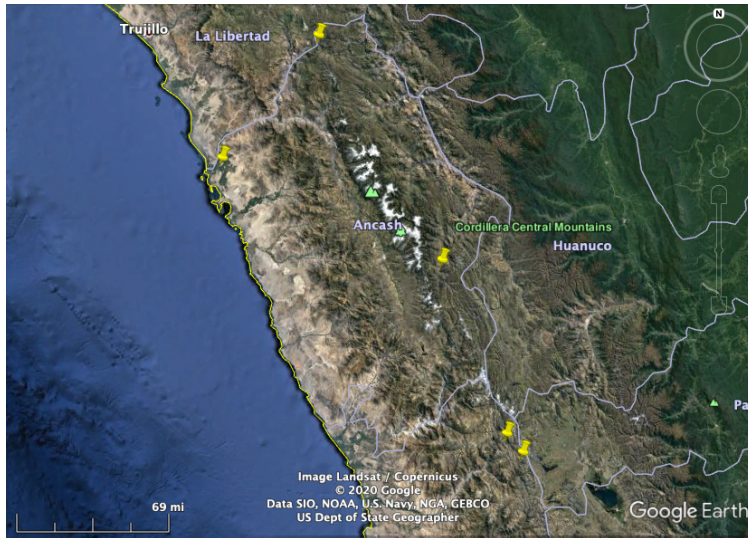 N
La Libertad
Trujillo
Cordillera Central Mountains
Ancash
Huanuco
Pa
Image Landsat / Copernicus
© 2020 Google
Data SIO, NOAA, U.S. Navy, NGA, GEBCO
US Dept of State Geographer
69 mi
Google Earth